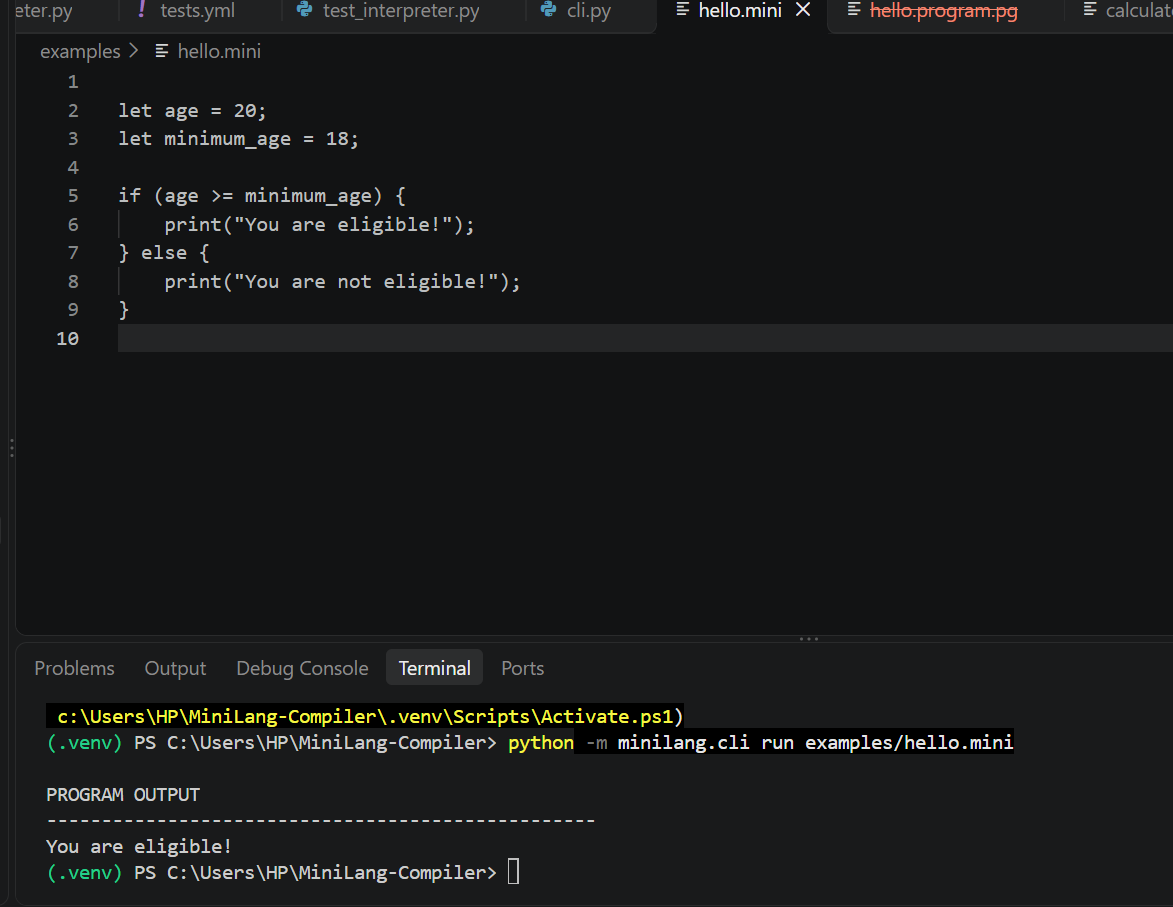 eter.py ! tests.yml test_interpreter.py cli.py hello.mini hello.program.pg calculat
examples > hello.mini
1
2 let age = 20;
3 let minimum_age = 18;
4
5 if (age >= minimum_age) {
6     print("You are eligible!");
7 } else {
8     print("You are not eligible!");
9 }
10
Problems Output Debug Console Terminal Ports
c:\Users\HP\MiniLang-Compiler\.venv\Scripts\Activate.ps1)
(.venv) PS C:\Users\HP\MiniLang-Compiler> python -m minilang.cli run examples/hello.mini
PROGRAM OUTPUT
--------------------------------------------------
You are eligible!
(.venv) PS C:\Users\HP\MiniLang-Compiler>